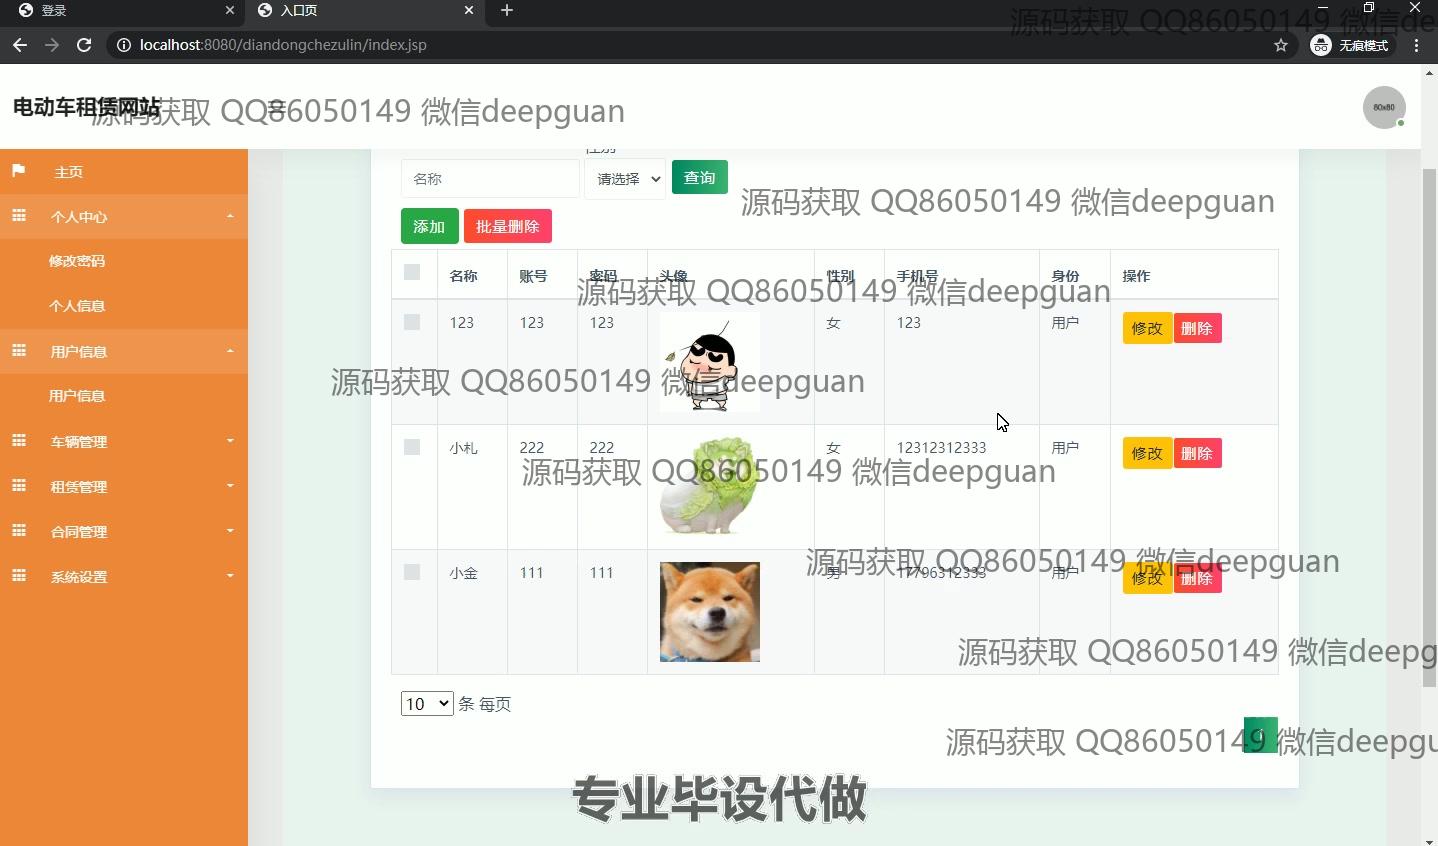 登录
入口页
源码获取 QQ86050149 微信de
localhost:8080/diandongchezulin/index.jsp
无痕模式
电动车租赁网站
源码获取 QQ86050149 微信deepguan
80x80
主页
个人中心
修改密码
个人信息
用户信息
用户信息
车辆管理
租赁管理
合同管理
系统设置
性别
名称
请选择
查询
源码获取 QQ86050149 微信deepguan
添加
批量删除
名称 账号 密码 头像 性别 手机号 身份 操作
源码获取 QQ86050149 微信deepguan
123 123 123 女 123 用户 修改 删除
源码获取 QQ86050149 微信deepguan
小札 222 222 女 12312312333 用户 修改 删除
源码获取 QQ86050149 微信deepguan
小金 111 111 男 17796312333 用户 修改 删除
源码获取 QQ86050149 微信deepguan
源码获取 QQ86050149 微信deepg
10 条 每页
源码获取 QQ86050149 微信deepgu
专业毕设代做